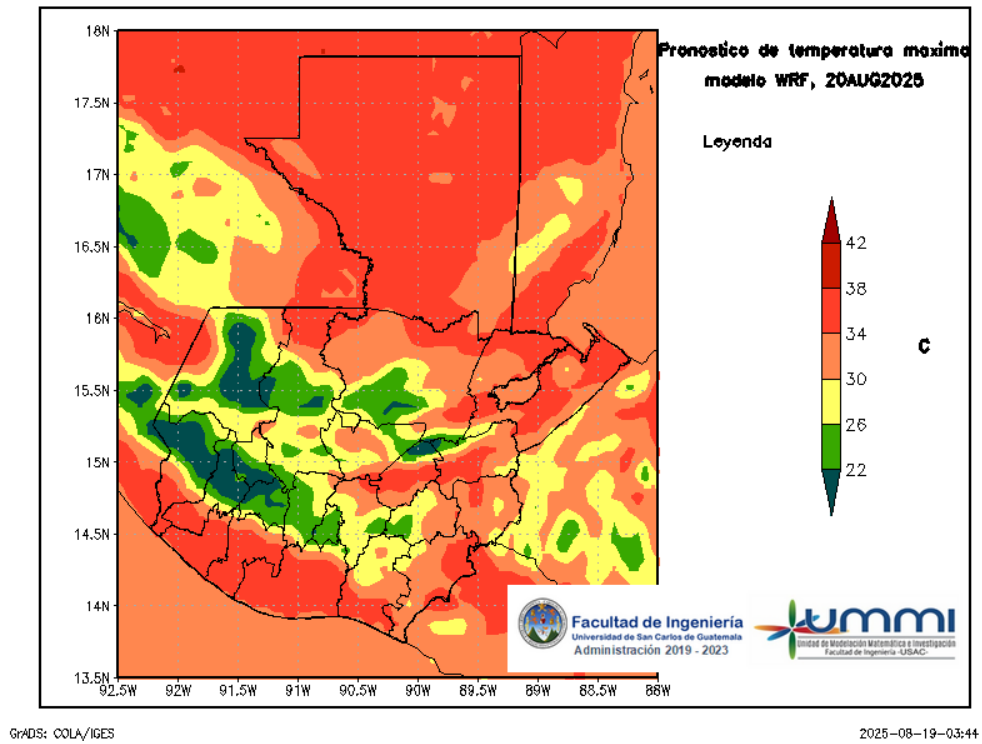 Pronostico de temperatura maxima
modelo WRF, 20AUG2025
Leyenda
18N
17.5N
17N
16.5N
16N
15.5N
15N
14.5N
14N
13.5N
92.5W
92W
91.5W
91W
90.5W
90W
89.5W
89W
88.5W
88W
42
38
34
30
26
22
C
Facultad de Ingeniería
Universidad de San Carlos de Guatemala
Administración 2019 - 2023
ummi
Unidad de Modelación Matemática e Investigación
Facultad de Ingeniería -USAC-
GrADS: COLA/IGES
2025-08-19-03:44